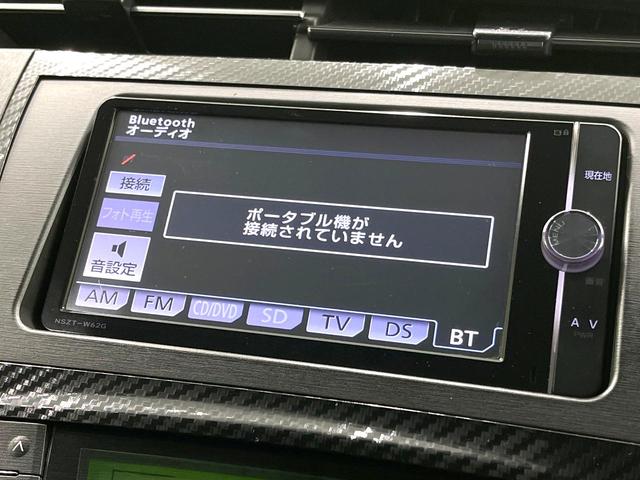 Bluetooth
オーディオ
接続
フォト再生
音設定
ポータブル機が
接続されていません
AM
FM
CD/DVD
SD
TV
DS
BT
NSZT-W62G
現在地
MENU
A V
PWR